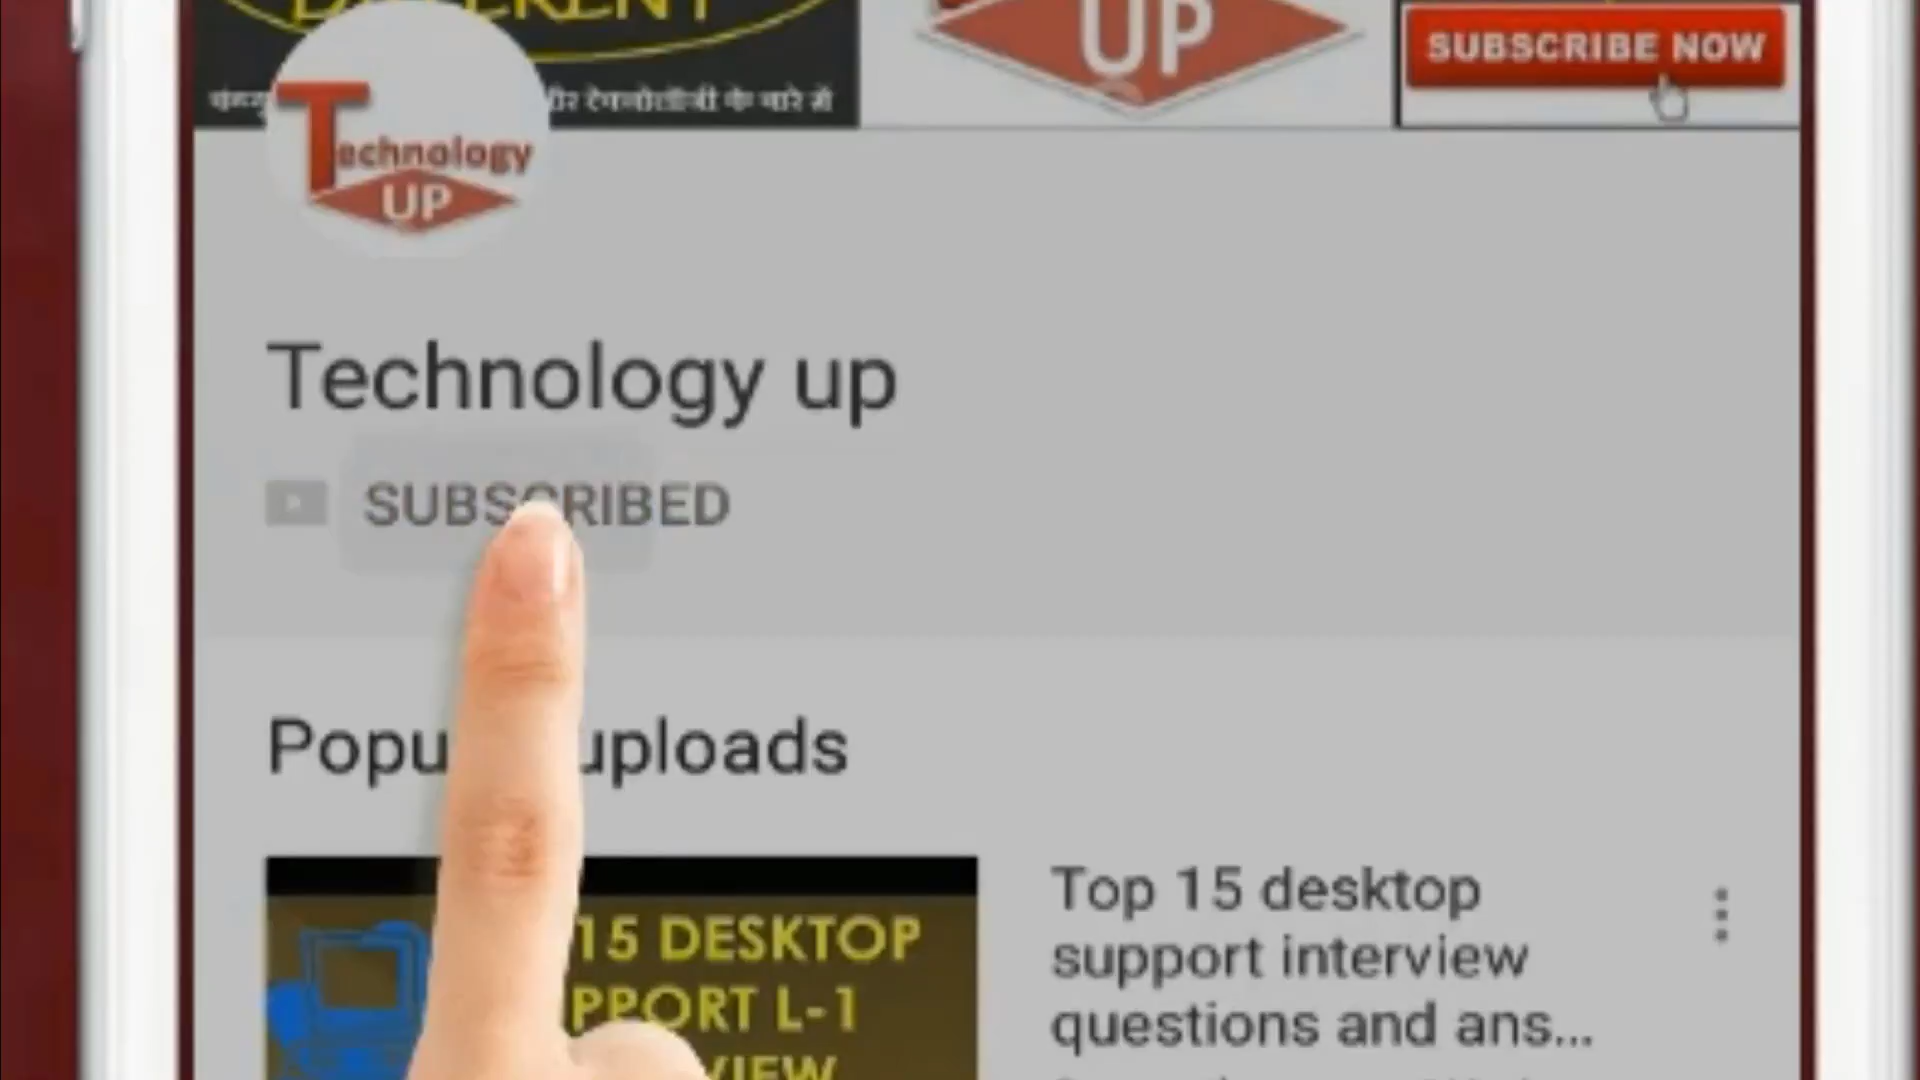 DIFFERENT
के बारे में
UP
SUBSCRIBE NOW
Technology
UP
Technology up
SUBSCRIBED
uploads
15 DESKTOP
L-1
Top 15 desktop
support interview
questions and ans...